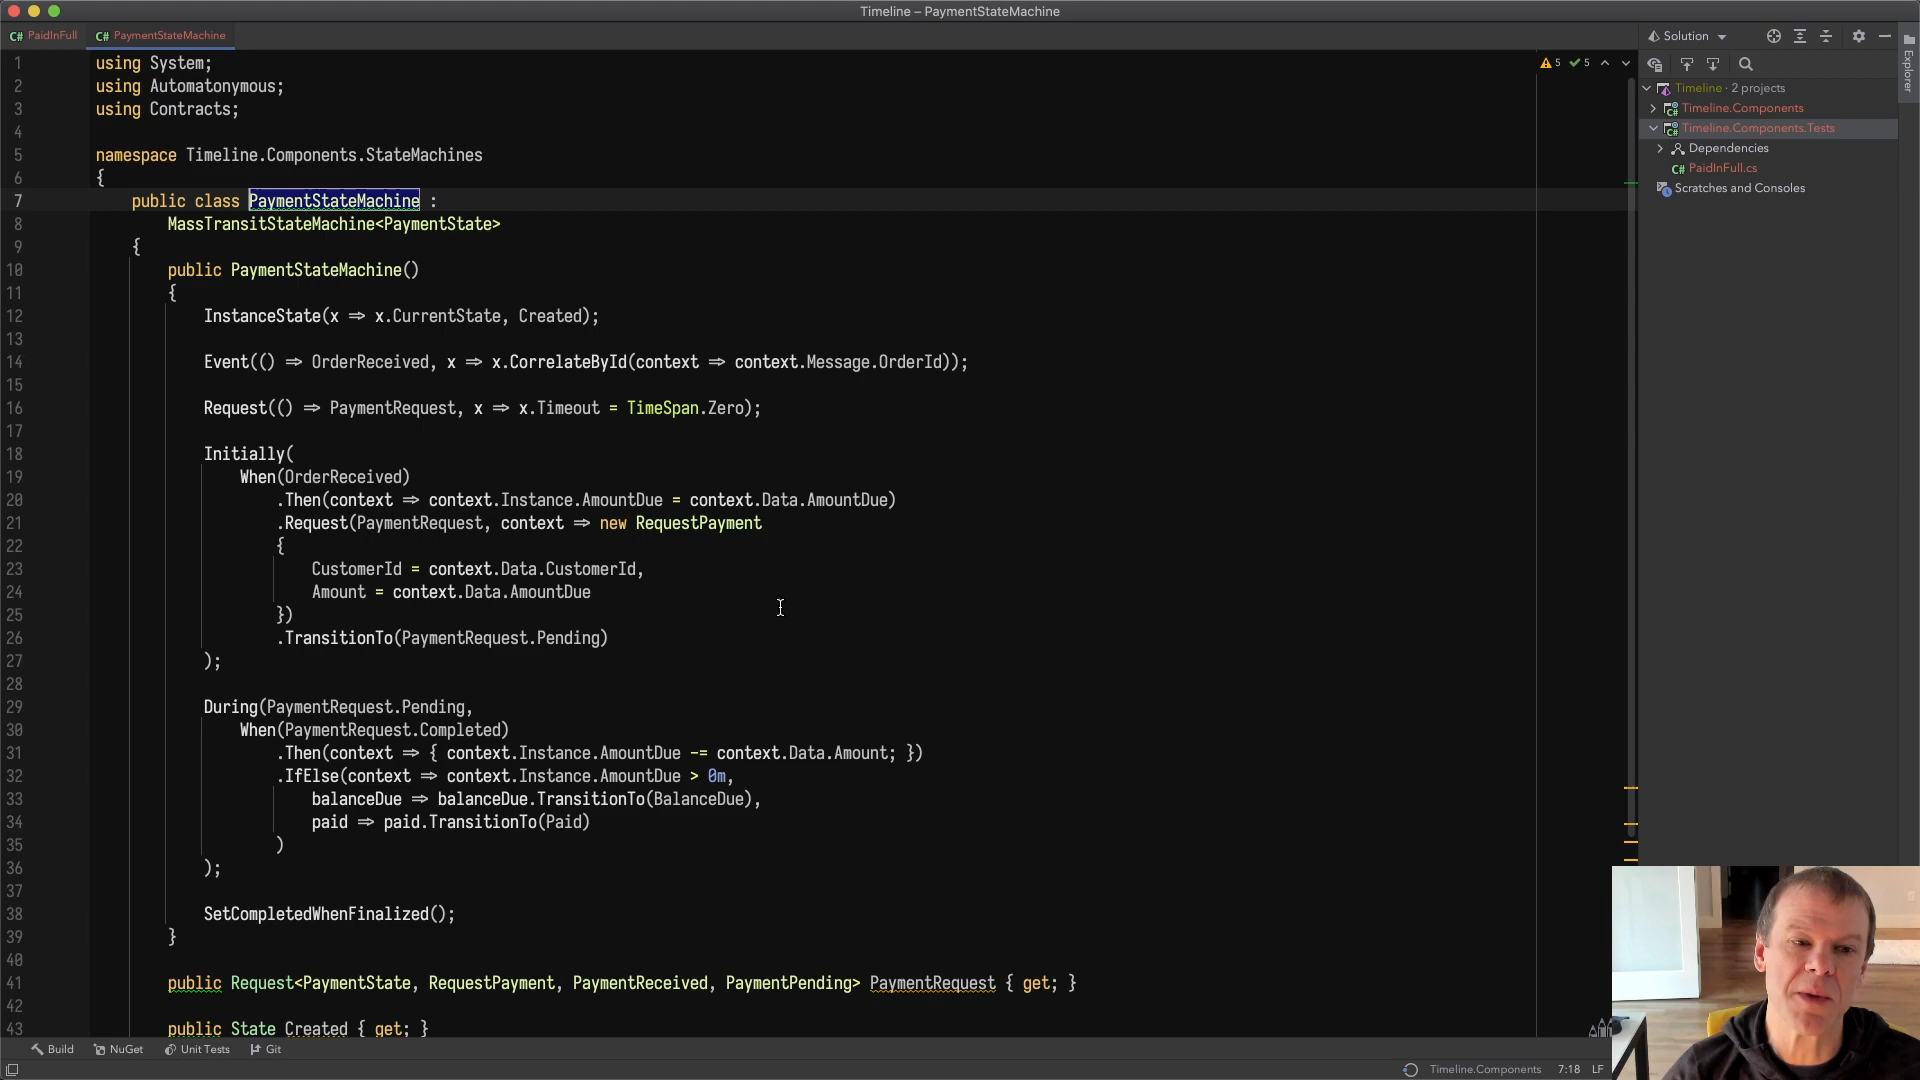 Timeline – PaymentStateMachine
C# PaidInFull
C# PaymentStateMachine
Solution
5 5
1 using System;
2 using Automatonymous;
3 using Contracts;
4
5 namespace Timeline.Components.StateMachines
6 {
7 public class PaymentStateMachine :
8 MassTransitStateMachine<PaymentState>
9 {
10 public PaymentStateMachine()
11 {
12 InstanceState(x ⇒ x.CurrentState, Created);
13
14 Event(() ⇒ OrderReceived, x ⇒ x.CorrelateById(context ⇒ context.Message.OrderId));
15
16 Request(() ⇒ PaymentRequest, x ⇒ x.Timeout = TimeSpan.Zero);
17
18 Initially(
19 When(OrderReceived)
20 .Then(context ⇒ context.Instance.AmountDue = context.Data.AmountDue)
21 .Request(PaymentRequest, context ⇒ new RequestPayment
22 {
23 CustomerId = context.Data.CustomerId,
24 Amount = context.Data.AmountDue
25 })
26 .TransitionTo(PaymentRequest.Pending)
27 );
28
29 During(PaymentRequest.Pending,
30 When(PaymentRequest.Completed)
31 .Then(context ⇒ { context.Instance.AmountDue -= context.Data.Amount; })
32 .IfElse(context ⇒ context.Instance.AmountDue > 0m,
33 balanceDue ⇒ balanceDue.TransitionTo(BalanceDue),
34 paid ⇒ paid.TransitionTo(Paid)
35 )
36 );
37
38 SetCompletedWhenFinalized();
39 }
40
41 public Request<PaymentState, RequestPayment, PaymentReceived, PaymentPending> PaymentRequest { get; }
42
43 public State Created { get; }
Timeline · 2 projects
Timeline.Components
Timeline.Components.Tests
Dependencies
C# PaidInFull.cs
Scratches and Consoles
Explorer
Build NuGet Unit Tests Git
Timeline.Components 7:18 LF